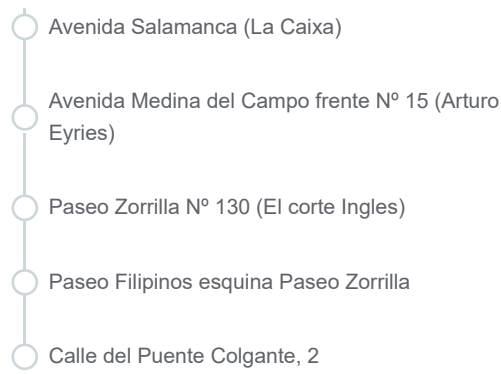 Avenida Salamanca (La Caixa)
Avenida Medina del Campo frente Nº 15 (Arturo
Eyries)
Paseo Zorrilla Nº 130 (El corte Ingles)
Paseo Filipinos esquina Paseo Zorrilla
Calle del Puente Colgante, 2